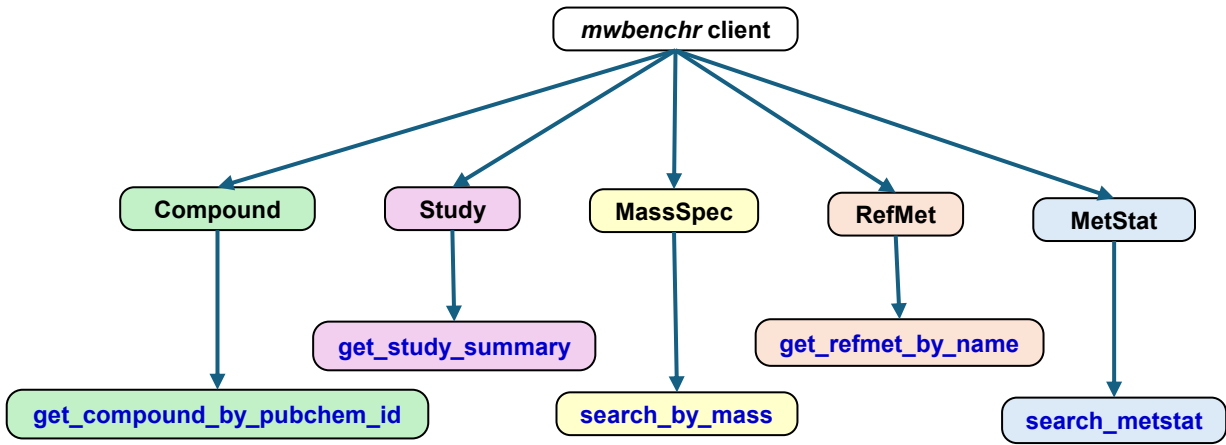 mwbenchr client
Compound
Study
MassSpec
RefMet
MetStat
get_study_summary
get_refmet_by_name
get_compound_by_pubchem_id
search_by_mass
search_metstat